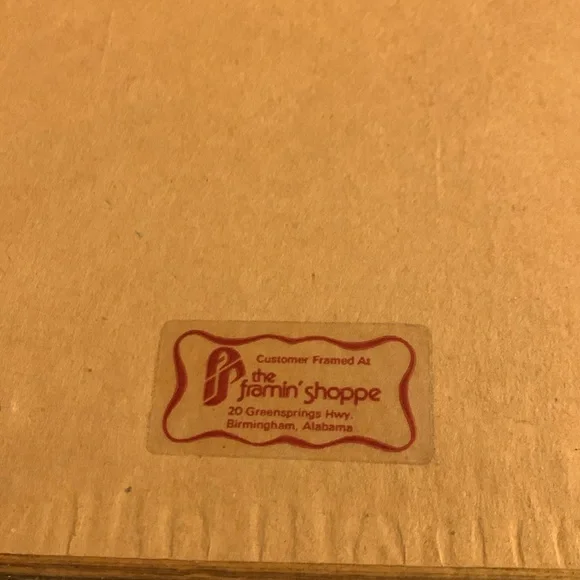 Customer Framed At
the
framin' shoppe
20 Greensprings Hwy.
Birmingham, Alabama